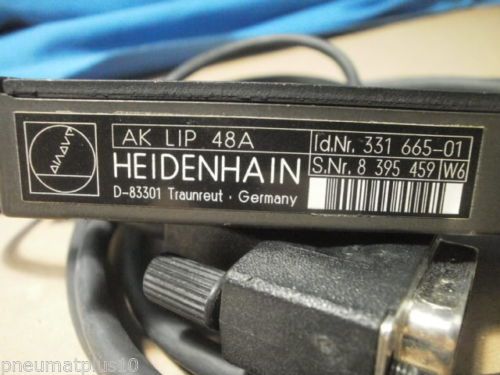 AK LIP 48A
HEIDENHAIN
D-83301 Traunreut · Germany
Id.Nr. 331 665-01
S.Nr. 8 395 459 W6
pneumatplus10